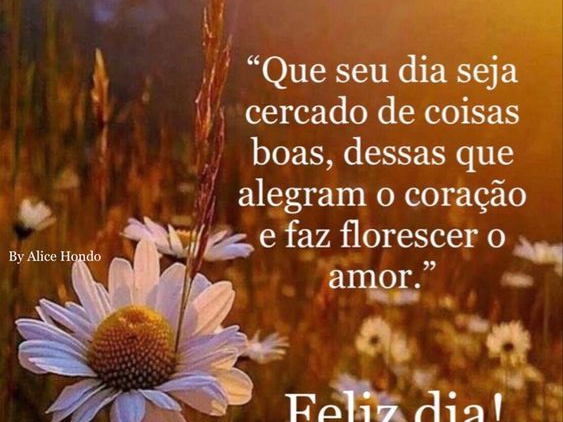 “Que seu dia seja
cercado de coisas
boas, dessas que
alegram o coração
e faz florescer o
amor.”
By Alice Hondo
Feliz dia!